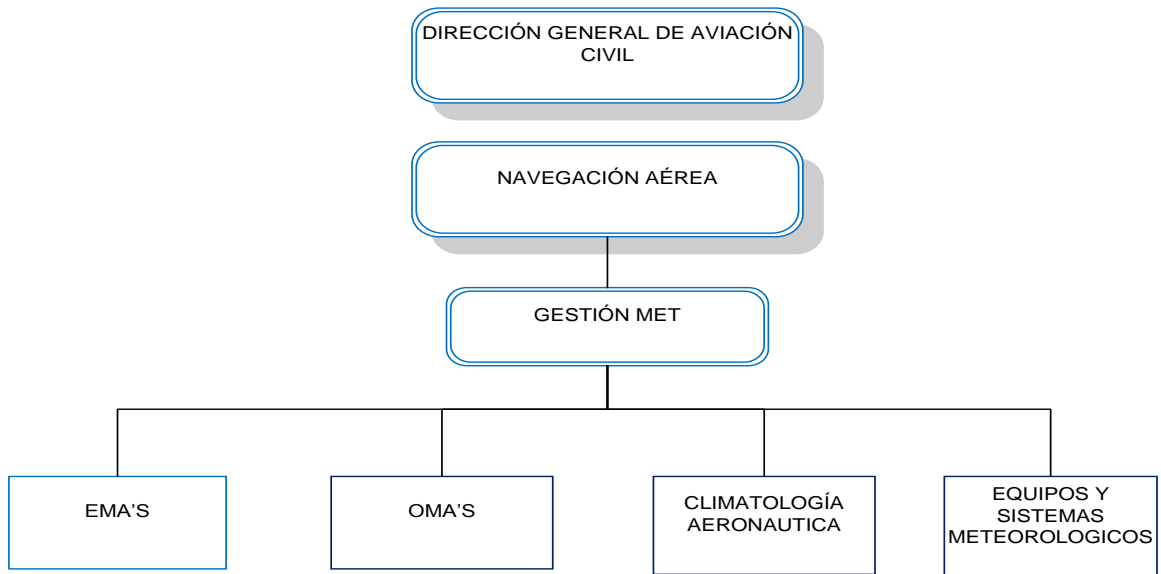 DIRECCIÓN GENERAL DE AVIACIÓN
CIVIL
NAVEGACIÓN AÉREA
GESTIÓN MET
EMA’S
OMA’S
CLIMATOLOGÍA
AERONAUTICA
EQUIPOS Y
SISTEMAS
METEOROLOGICOS